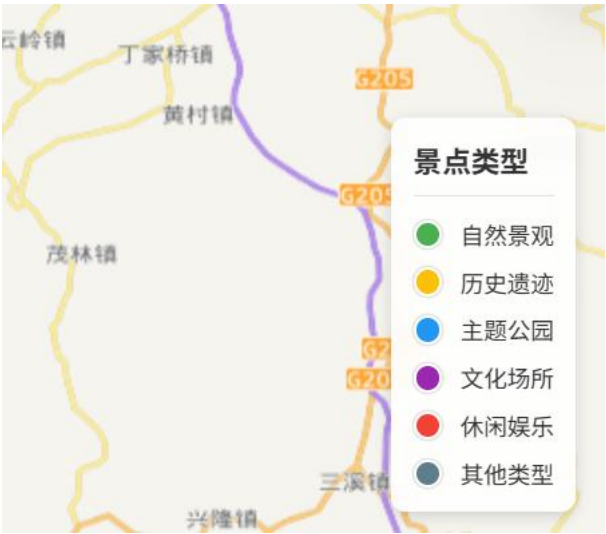 云岭镇
丁家桥镇
G205
黄村镇
景点类型
G205
自然景观
茂林镇
历史遗迹
主题公园
G2
G20
文化场所
休闲娱乐
三溪镇
其他类型
兴隆镇